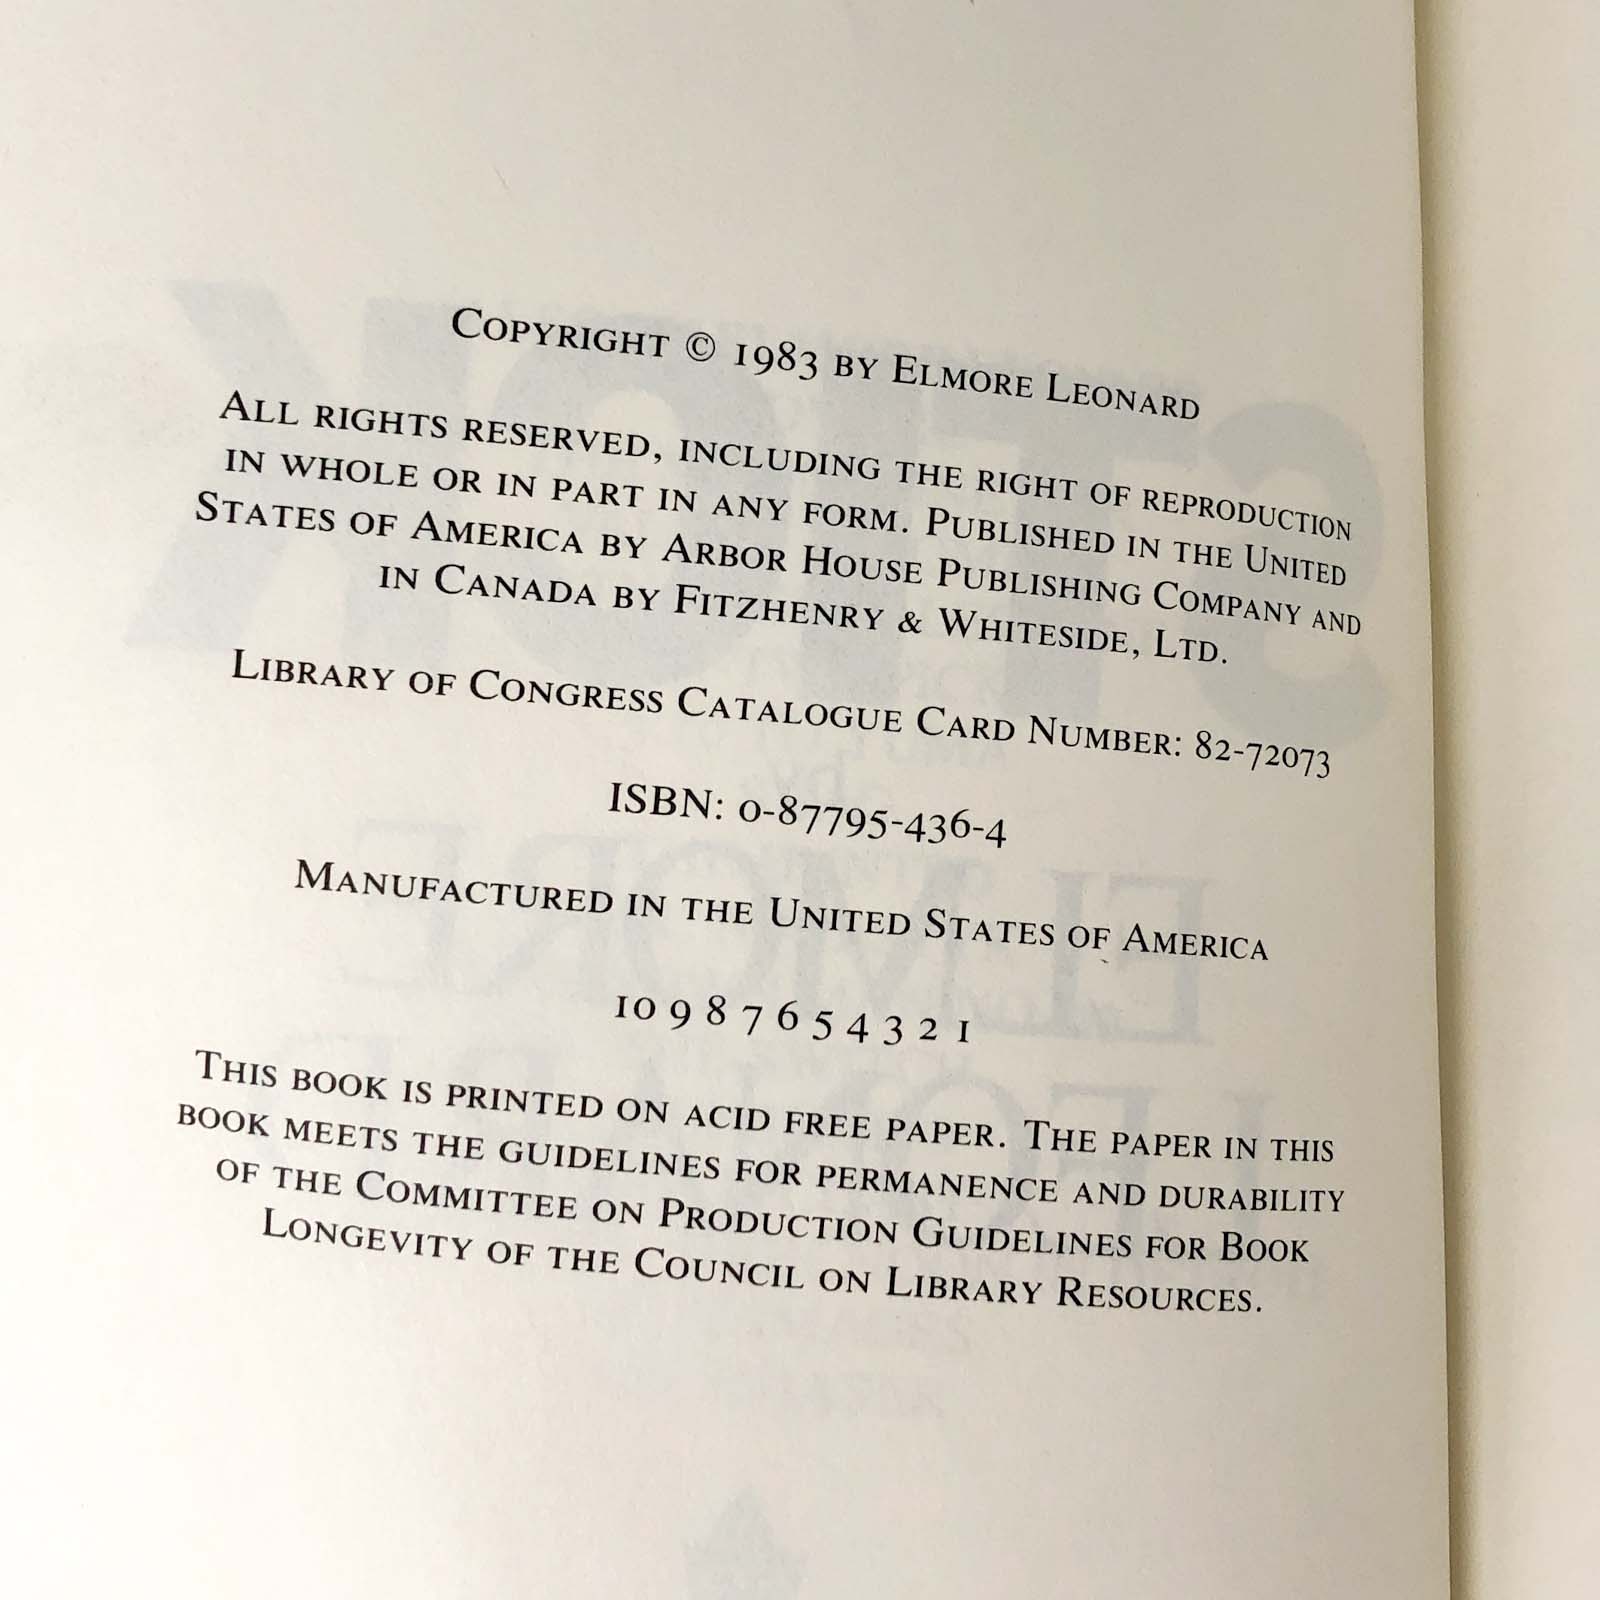 Copyright © 1983 by Elmore Leonard
All rights reserved, including the right of reproduction
in whole or in part in any form. Published in the United
States of America by Arbor House Publishing Company and
in Canada by Fitzhenry & Whiteside, Ltd.
Library of Congress Catalogue Card Number: 82-72073
ISBN: 0-87795-436-4
Manufactured in the United States of America
10 9 8 7 6 5 4 3 2 1
This book is printed on acid free paper. The paper in this
book meets the guidelines for permanence and durability
of the Committee on Production Guidelines for Book
Longevity of the Council on Library Resources.